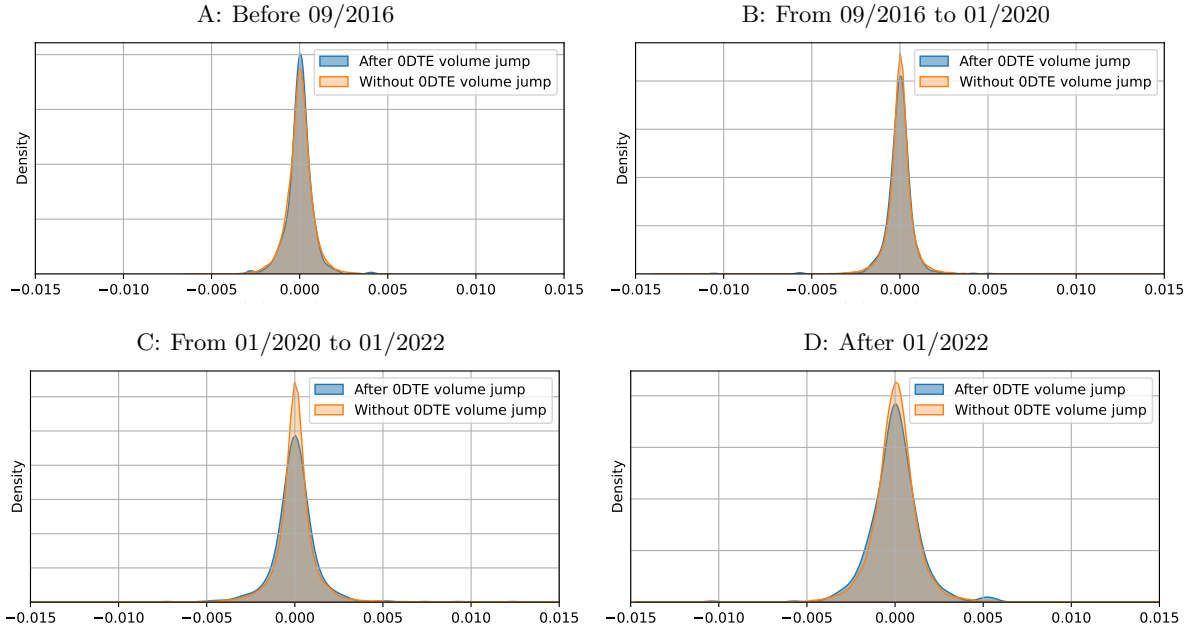 A: Before 09/2016
After 0DTE volume jump
Without 0DTE volume jump
Density
−0.015 −0.010 −0.005 0.000 0.005 0.010 0.015
B: From 09/2016 to 01/2020
After 0DTE volume jump
Without 0DTE volume jump
Density
−0.015 −0.010 −0.005 0.000 0.005 0.010 0.015
C: From 01/2020 to 01/2022
After 0DTE volume jump
Without 0DTE volume jump
Density
−0.015 −0.010 −0.005 0.000 0.005 0.010 0.015
D: After 01/2022
After 0DTE volume jump
Without 0DTE volume jump
Density
−0.015 −0.010 −0.005 0.000 0.005 0.010 0.015